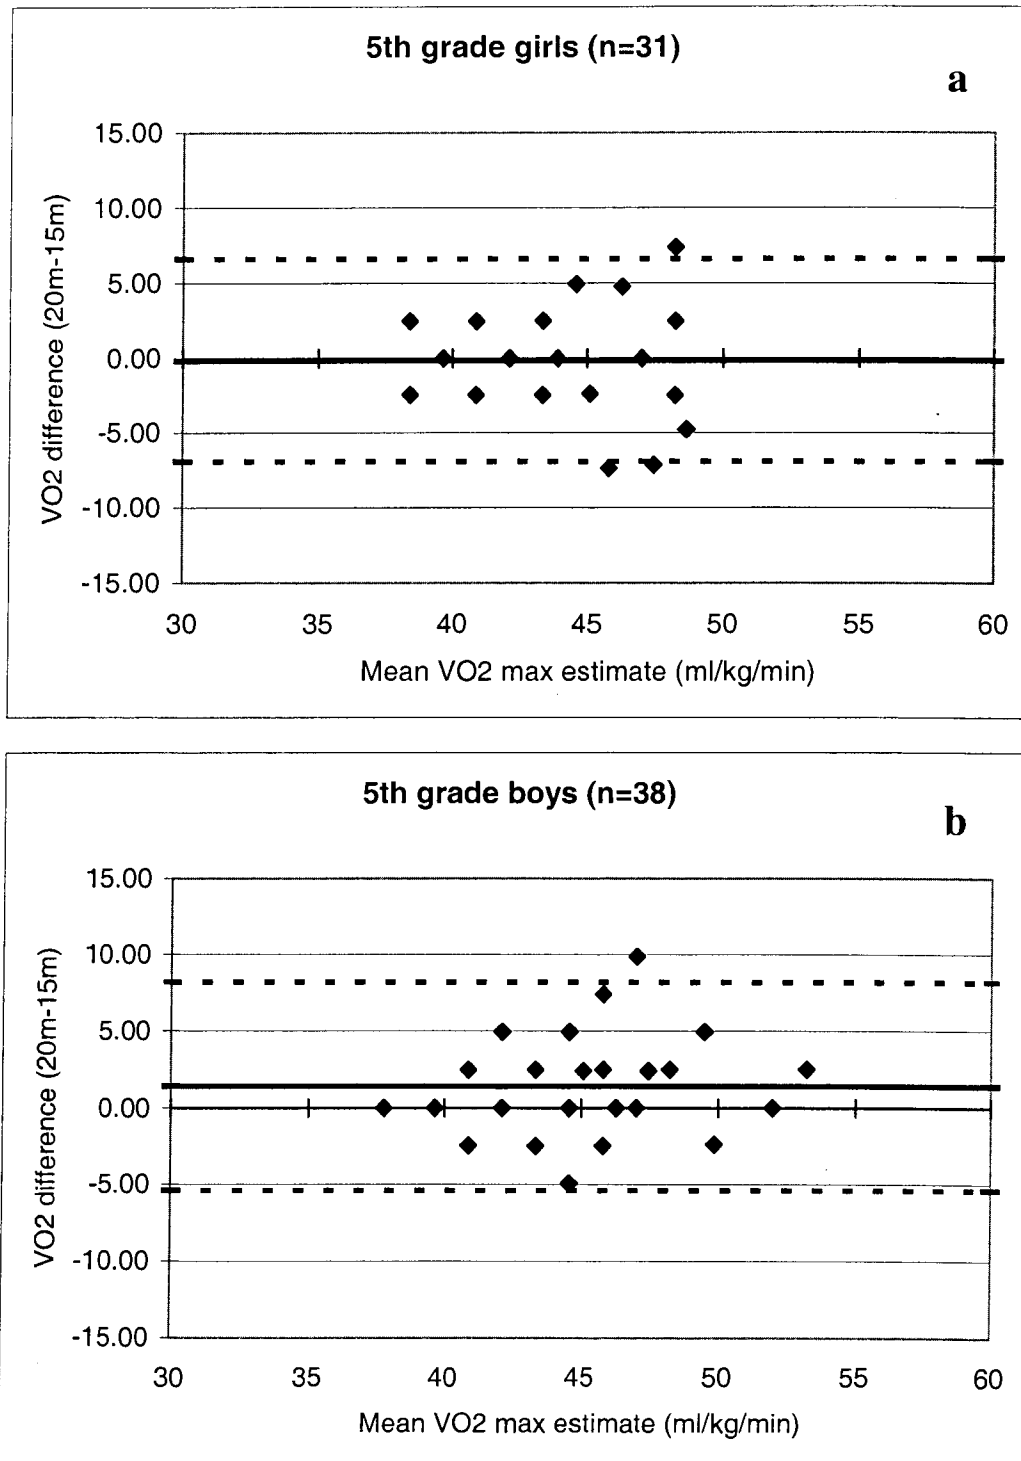 5th grade girls (n=31)
a
15.00
10.00
5.00
0.00
-5.00
-10.00
-15.00
VO2 difference (20m-15m)
30 35 40 45 50 55 60
Mean VO2 max estimate (ml/kg/min)
5th grade boys (n=38)
b
15.00
10.00
5.00
0.00
-5.00
-10.00
-15.00
VO2 difference (20m-15m)
30 35 40 45 50 55 60
Mean VO2 max estimate (ml/kg/min)